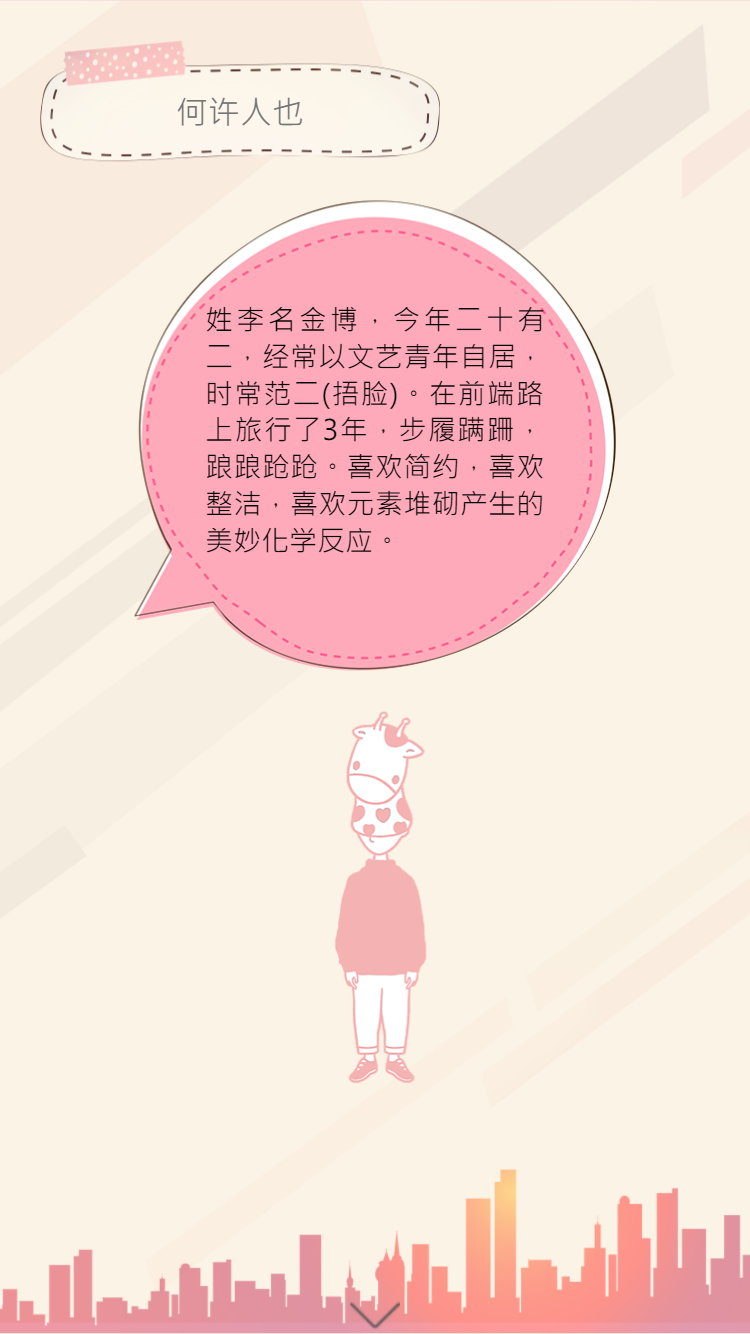 何许人也
姓李名金博，今年二十有
二，经常以文艺青年自居，
时常范二(捂脸)。在前端路
上旅行了3年，步履蹒跚，
踉踉跄跄。喜欢简约，喜欢
整洁，喜欢元素堆砌产生的
美妙化学反应。